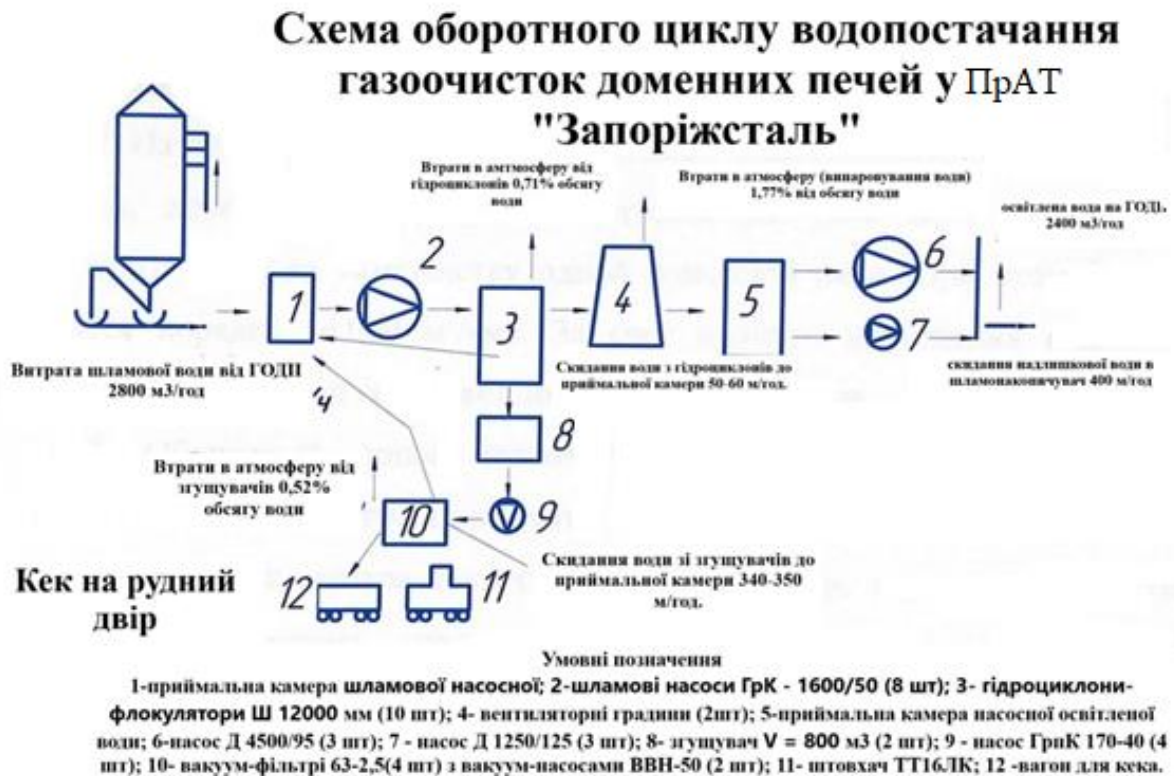 Схема оборотного циклу водопостачання
газоочисток доменних печей у ПрАТ
"Запоріжсталь"
Втрати в амтмосферу від
гідроциклонів 0,71% обсягу
води
Втрати в атмосферу (випаронування води)
1,77% від обсягу води
освітлена вода на ГОДІ.
2400 м3/год
1
2
3
4
5
6
7
Витрата шламової води від ГОДП
2800 м3/год
Скидання води з гідроциклонів до
приймальної камери 50-60 м/год.
скидання надлишкової води в
шламонакопичувач 400 м/год
14
8
Втрати в атмосферу від
згущувачів 0,52%
обсягу води
10
9
Скидання води зі згущувачів до
приймальної камери 340-350
м/год.
Кек на рудний
двір
12
11
Умовні позначення
1-приймальна камера шламової насосної; 2-шламові насоси ГрК - 1600/50 (8 шт); 3- гідроциклони-
флокулятори Ш 12000 мм (10 шт); 4- вентиляторні градини (2шт); 5-приймальна камера насосної освітленої
води; 6-насос Д 4500/95 (3 шт); 7 - насос Д 1250/125 (3 шт); 8- згущувач V = 800 м3 (2 шт); 9 - насос ГрпК 170-40 (4
шт); 10- вакуум-фільтрі 63-2,5(4 шт) з вакуум-насосами ВВН-50 (2 шт); 11- штовхач ТТ16ЛК; 12 -вагон для кека.